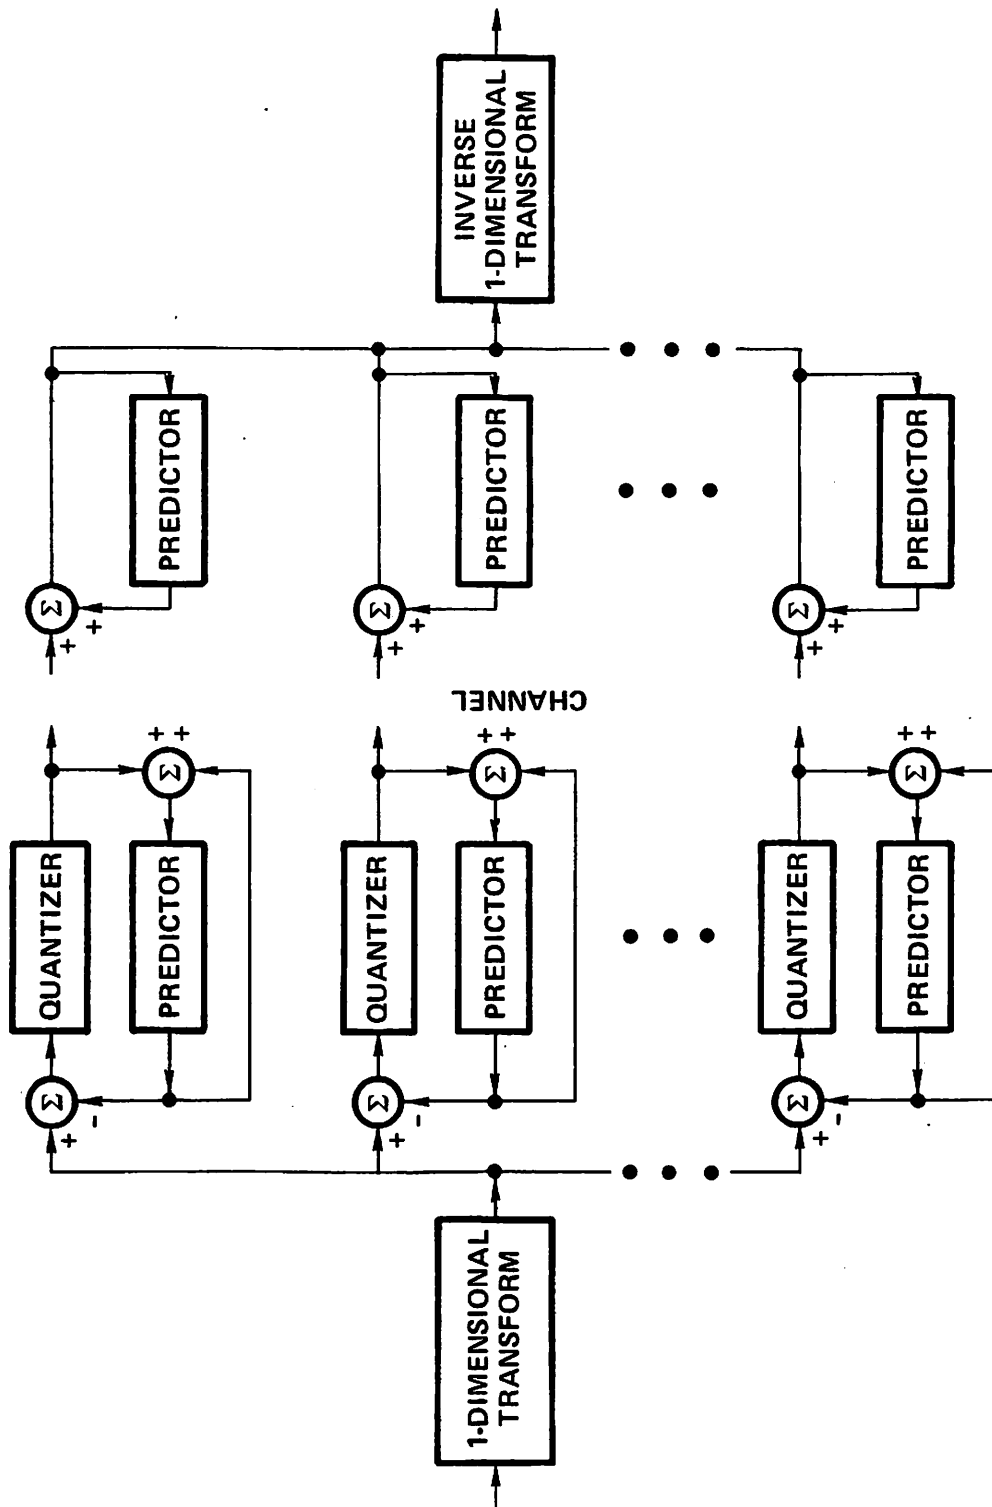 1-DIMENSIONAL
TRANSFORM
+
-
Σ
QUANTIZER
PREDICTOR
Σ
+
+
+
-
Σ
QUANTIZER
PREDICTOR
Σ
+
+
+
-
Σ
QUANTIZER
PREDICTOR
Σ
+
+
CHANNEL
+
+
Σ
PREDICTOR
+
+
Σ
PREDICTOR
+
+
Σ
PREDICTOR
INVERSE
1-DIMENSIONAL
TRANSFORM